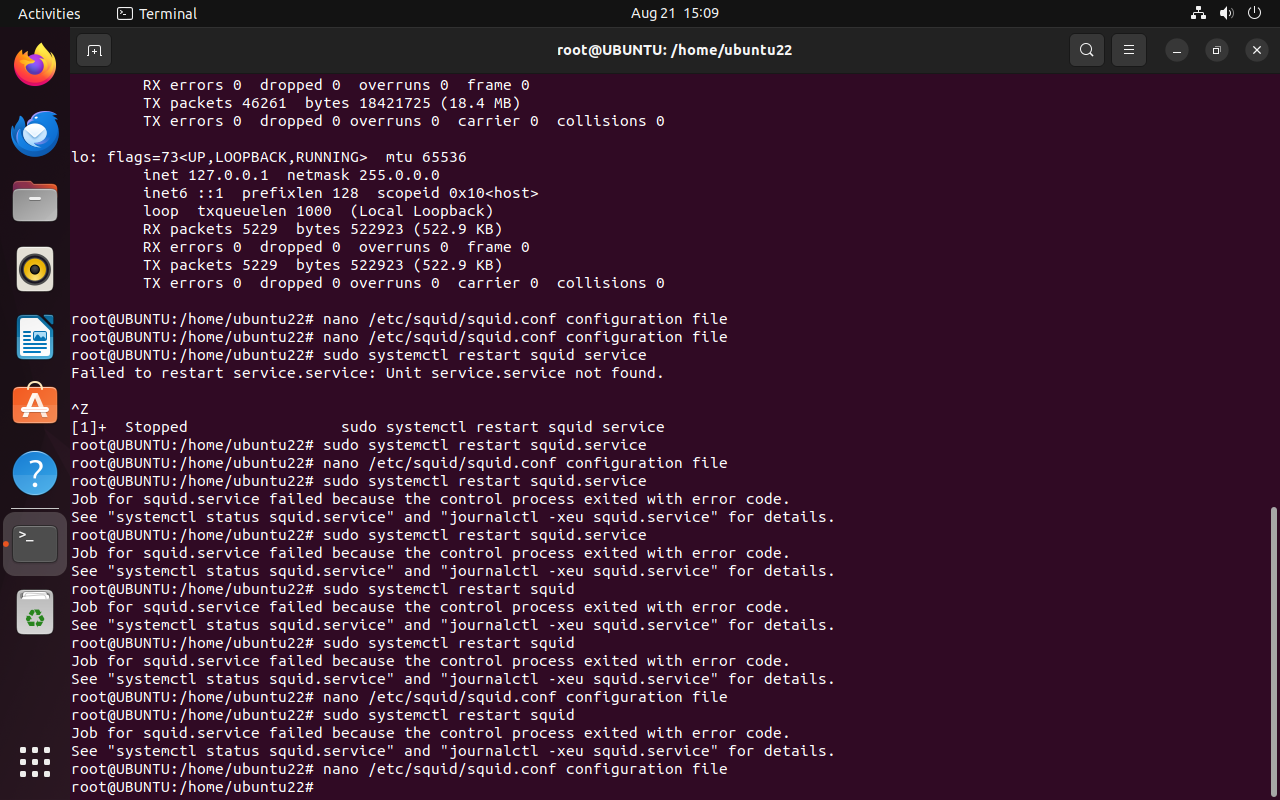 Activities
Terminal
Aug 21 15:09
root@UBUNTU: /home/ubuntu22
RX errors 0  dropped 0  overruns 0  frame 0
TX packets 46261  bytes 18421725 (18.4 MB)
TX errors 0  dropped 0 overruns 0  carrier 0  collisions 0
lo: flags=73<UP,LOOPBACK,RUNNING>  mtu 65536
inet 127.0.0.1  netmask 255.0.0.0
inet6 ::1  prefixlen 128  scopeid 0x10<host>
loop  txqueuelen 1000  (Local Loopback)
RX packets 5229  bytes 522923 (522.9 KB)
RX errors 0  dropped 0  overruns 0  frame 0
TX packets 5229  bytes 522923 (522.9 KB)
TX errors 0  dropped 0 overruns 0  carrier 0  collisions 0
root@UBUNTU:/home/ubuntu22# nano /etc/squid/squid.conf configuration file
root@UBUNTU:/home/ubuntu22# nano /etc/squid/squid.conf configuration file
root@UBUNTU:/home/ubuntu22# sudo systemctl restart squid service
Failed to restart service.service: Unit service.service not found.
^Z
[1]+  Stopped                 sudo systemctl restart squid service
root@UBUNTU:/home/ubuntu22# sudo systemctl restart squid.service
root@UBUNTU:/home/ubuntu22# nano /etc/squid/squid.conf configuration file
root@UBUNTU:/home/ubuntu22# sudo systemctl restart squid.service
Job for squid.service failed because the control process exited with error code.
See "systemctl status squid.service" and "journalctl -xeu squid.service" for details.
root@UBUNTU:/home/ubuntu22# sudo systemctl restart squid.service
Job for squid.service failed because the control process exited with error code.
See "systemctl status squid.service" and "journalctl -xeu squid.service" for details.
root@UBUNTU:/home/ubuntu22# sudo systemctl restart squid
Job for squid.service failed because the control process exited with error code.
See "systemctl status squid.service" and "journalctl -xeu squid.service" for details.
root@UBUNTU:/home/ubuntu22# sudo systemctl restart squid
Job for squid.service failed because the control process exited with error code.
See "systemctl status squid.service" and "journalctl -xeu squid.service" for details.
root@UBUNTU:/home/ubuntu22# nano /etc/squid/squid.conf configuration file
root@UBUNTU:/home/ubuntu22# sudo systemctl restart squid
Job for squid.service failed because the control process exited with error code.
See "systemctl status squid.service" and "journalctl -xeu squid.service" for details.
root@UBUNTU:/home/ubuntu22# nano /etc/squid/squid.conf configuration file
root@UBUNTU:/home/ubuntu22#